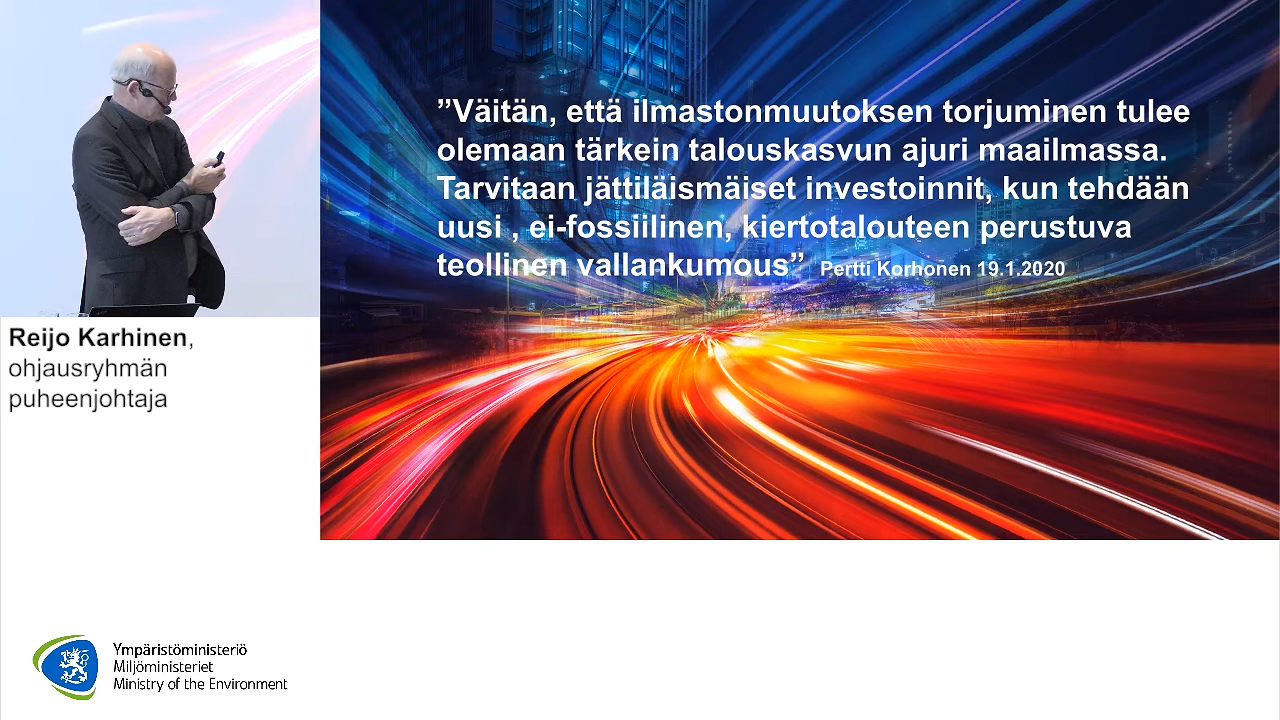 ”Väitän, että ilmastonmuutoksen torjuminen tulee
olemaan tärkein talouskasvun ajuri maailmassa.
Tarvitaan jättiläismäiset investoinnit, kun tehdään
uusi , ei-fossiilinen, kiertotalouteen perustuva
teollinen vallankumous” Pertti Korhonen 19.1.2020
Reijo Karhinen,
ohjausryhmän
puheenjohtaja
Ympäristöministeriö
Miljöministeriet
Ministry of the Environment